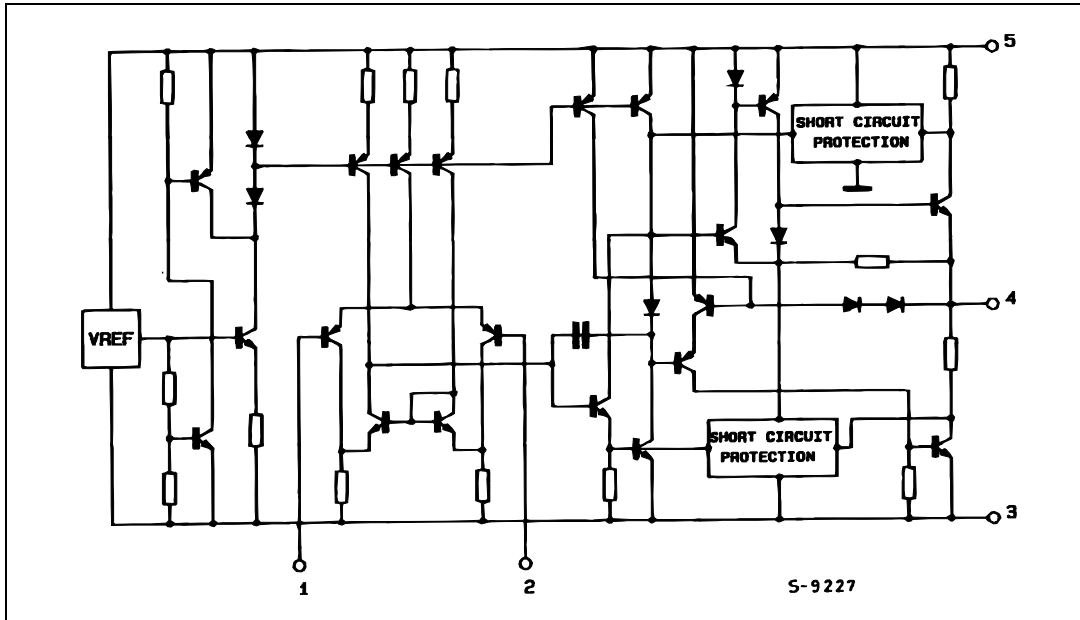 5
SHORT CIRCUIT
PROTECTION
4
VREF
SHORT CIRCUIT
PROTECTION
3
1
2
S-9227